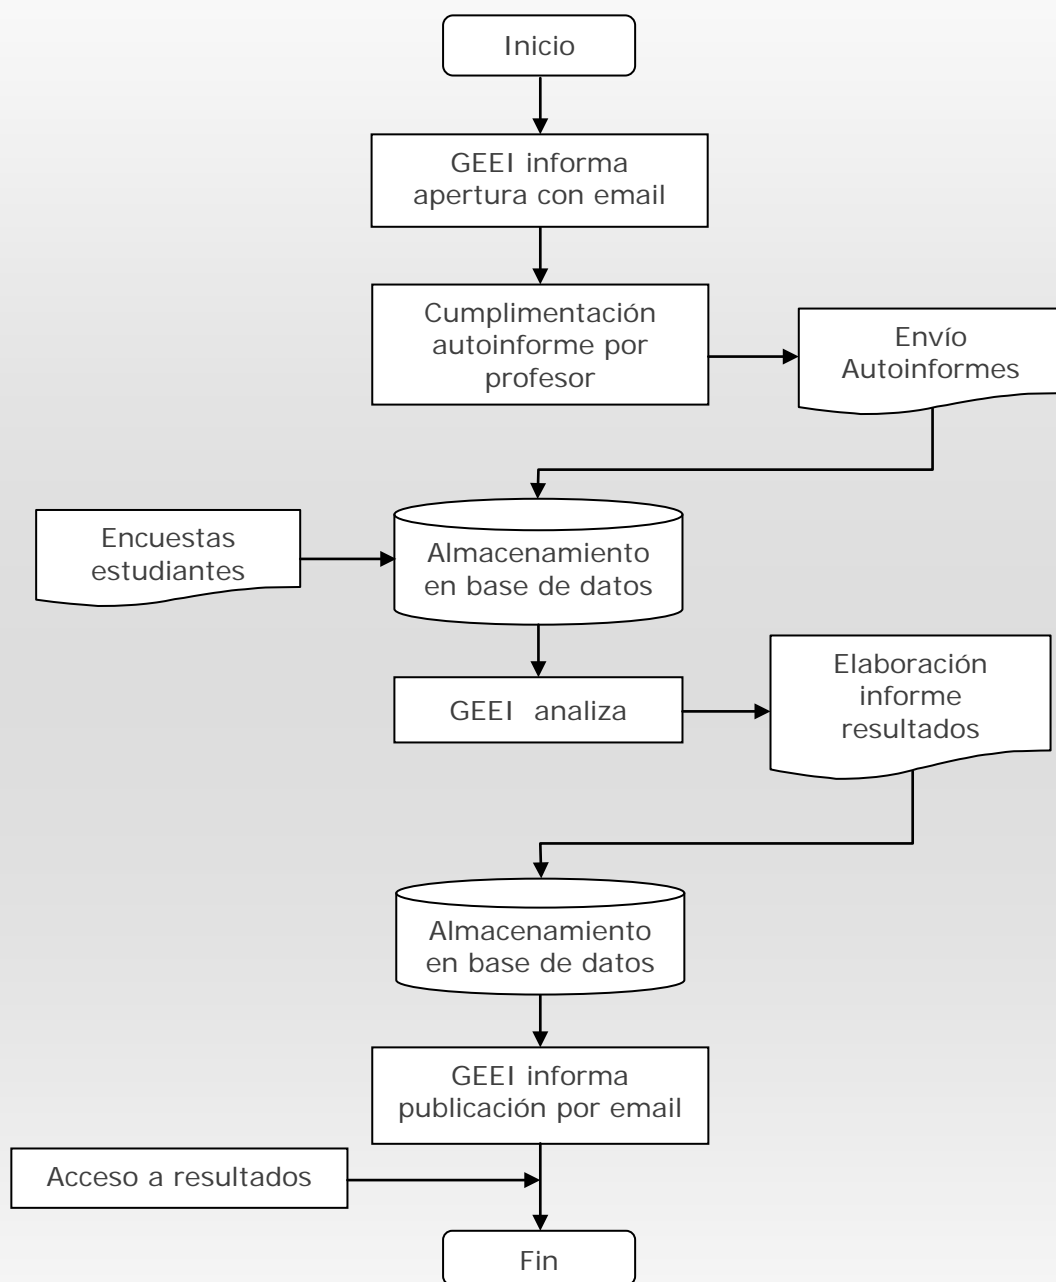 Inicio
GEEI informa
apertura con email
Cumplimentación
autoinforme por
profesor
Envío
Autoinformes
Encuestas
estudiantes
Almacenamiento
en base de datos
GEEI analiza
Elaboración
informe
resultados
Almacenamiento
en base de datos
GEEI informa
publicación por email
Acceso a resultados
Fin